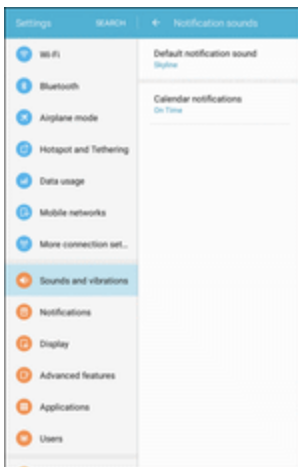 Settings
SEARCH
Wi-Fi
Bluetooth
Airplane mode
Hotspot and Tethering
Data usage
Mobile networks
More connection set...
Sounds and vibrations
Notifications
Display
Advanced features
Applications
Users
Notification sounds
Default notification sound
Skyline
Calendar notifications
On Time